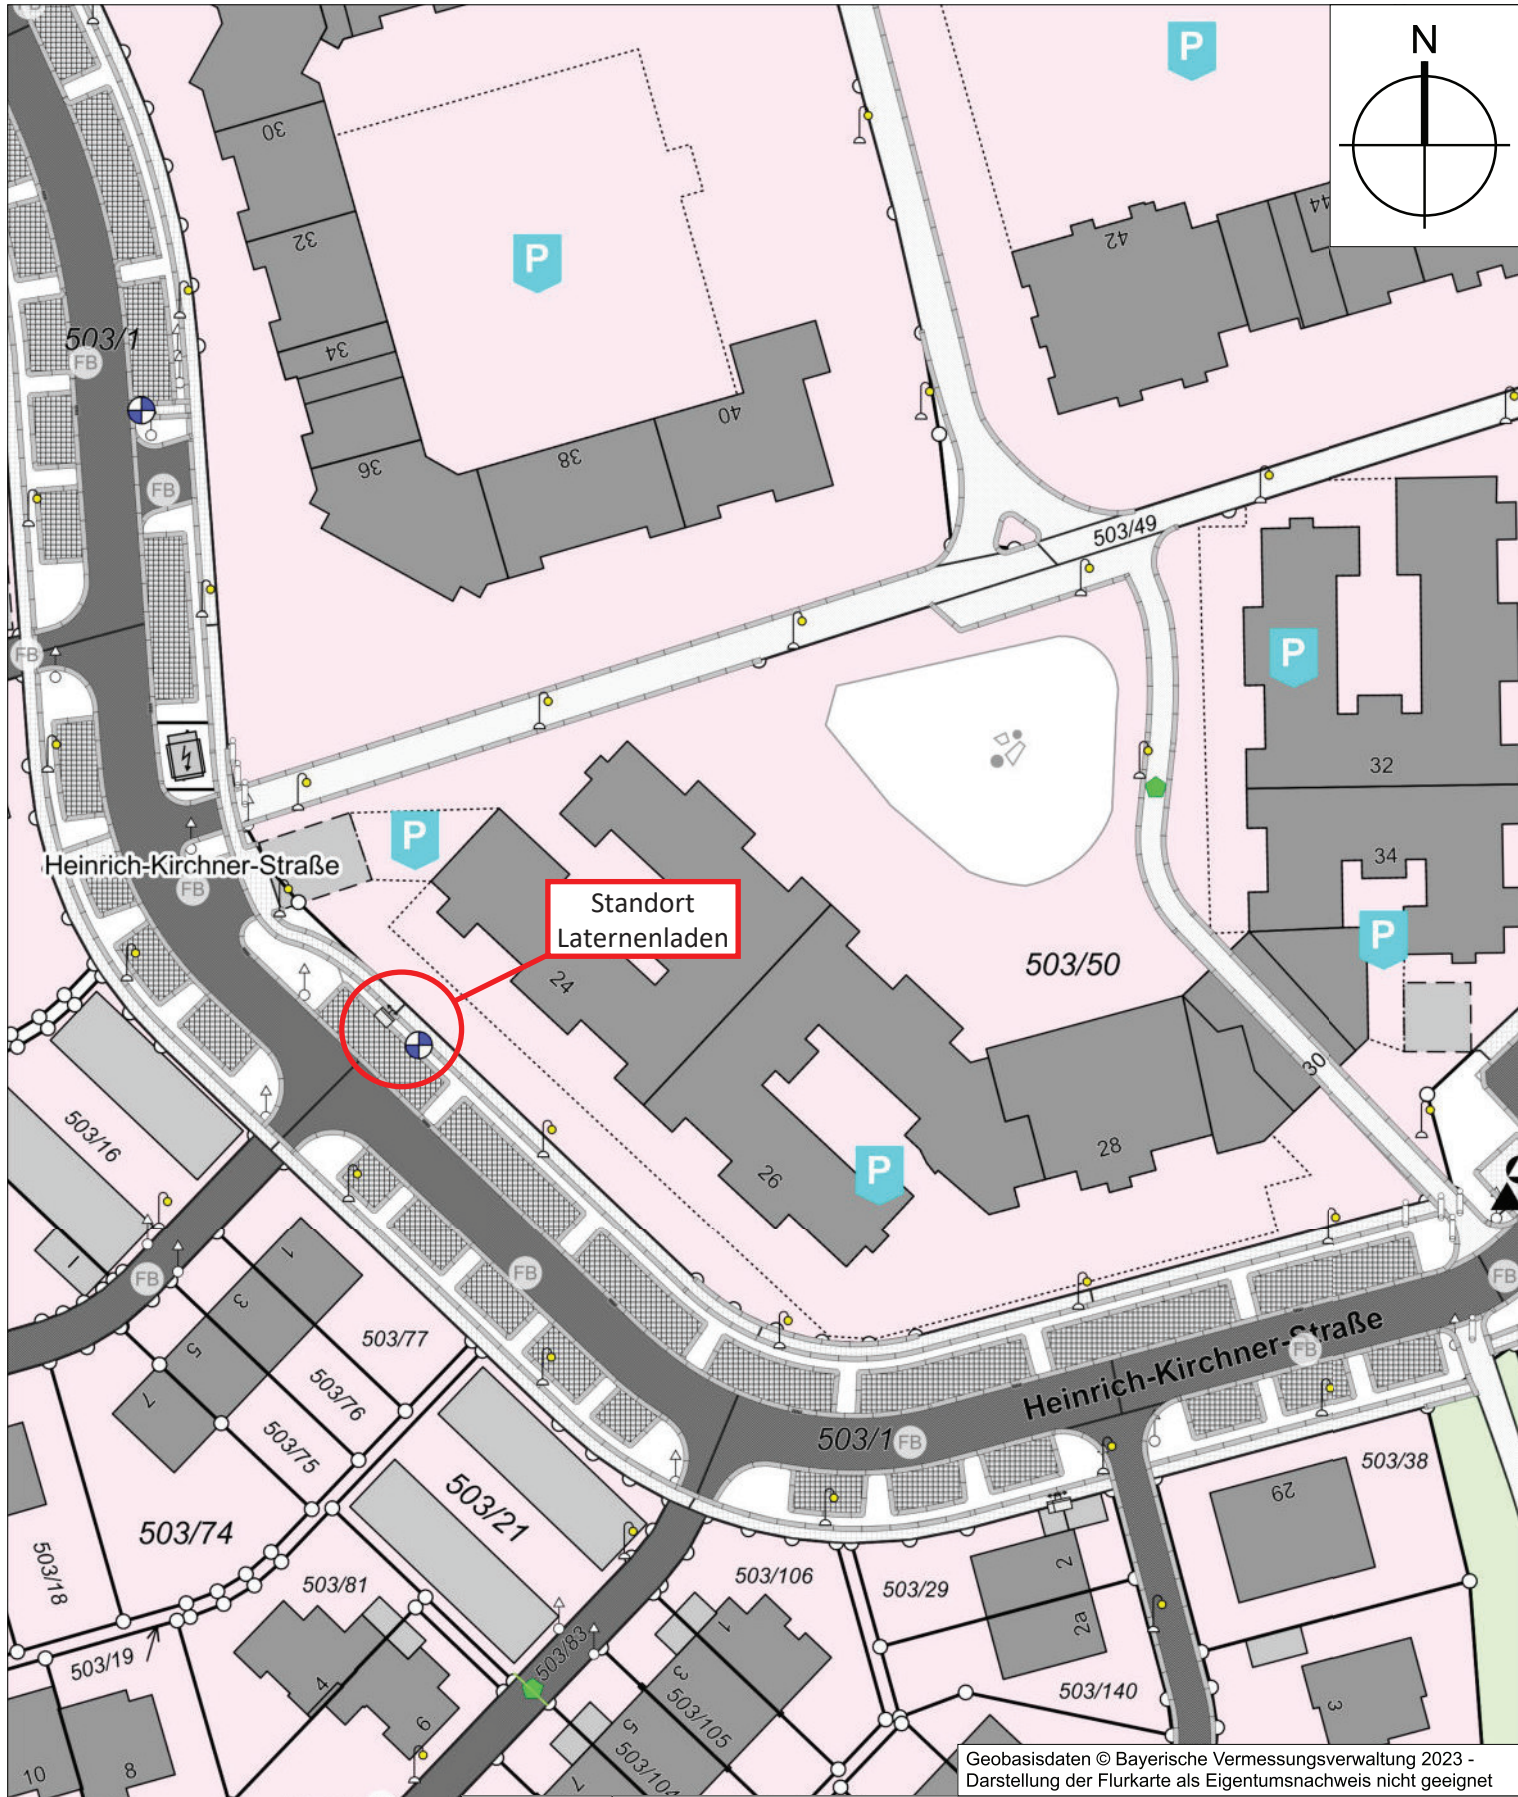 FB
P
N
30
32
34
36
38
40
42
44
P
503/1
FB
FB
FB
503/49
P
32
34
P
P
Heinrich-Kirchner-Straße
FB
Standort
Laternenladen
24
503/50
503/16
26
P
28
30
1
FB
FB
FB
1
3
5
7
503/77
503/76
503/75
503/74
503/21
Heinrich-Kirchner-Straße
FB
503/1
FB
503/38
29
503/18
503/81
503/106
503/29
2
2a
503/19
503/83
4
6
1
3
5
7
503/105
503/104
503/140
3
10
8
Geobasisdaten © Bayerische Vermessungsverwaltung 2023 -
Darstellung der Flurkarte als Eigentumsnachweis nicht geeignet